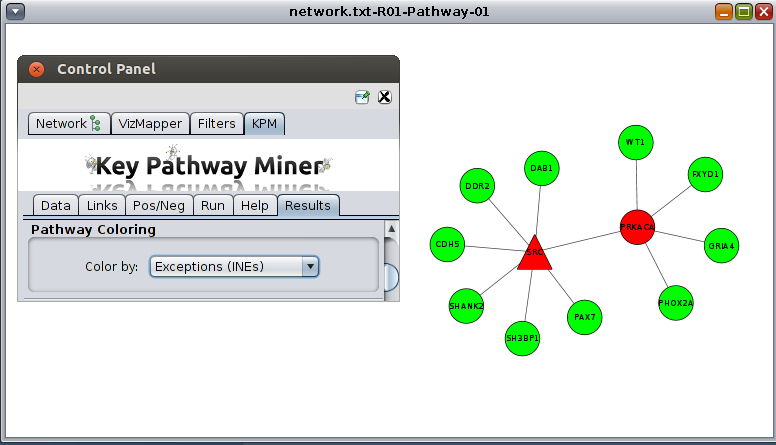 network.txt-R01-Pathway-01
Control Panel
Network VizMapper Filters KPM
Key Pathway Miner
Data Links Pos/Neg Run Help Results
Pathway Coloring
Color by: Exceptions (INEs)
WT1
DAB1
FXYD1
DDR2
PRKACA
CDH5
GRIA4
SRC
SHANK2
PHOX2A
PAX7
SH3BP1